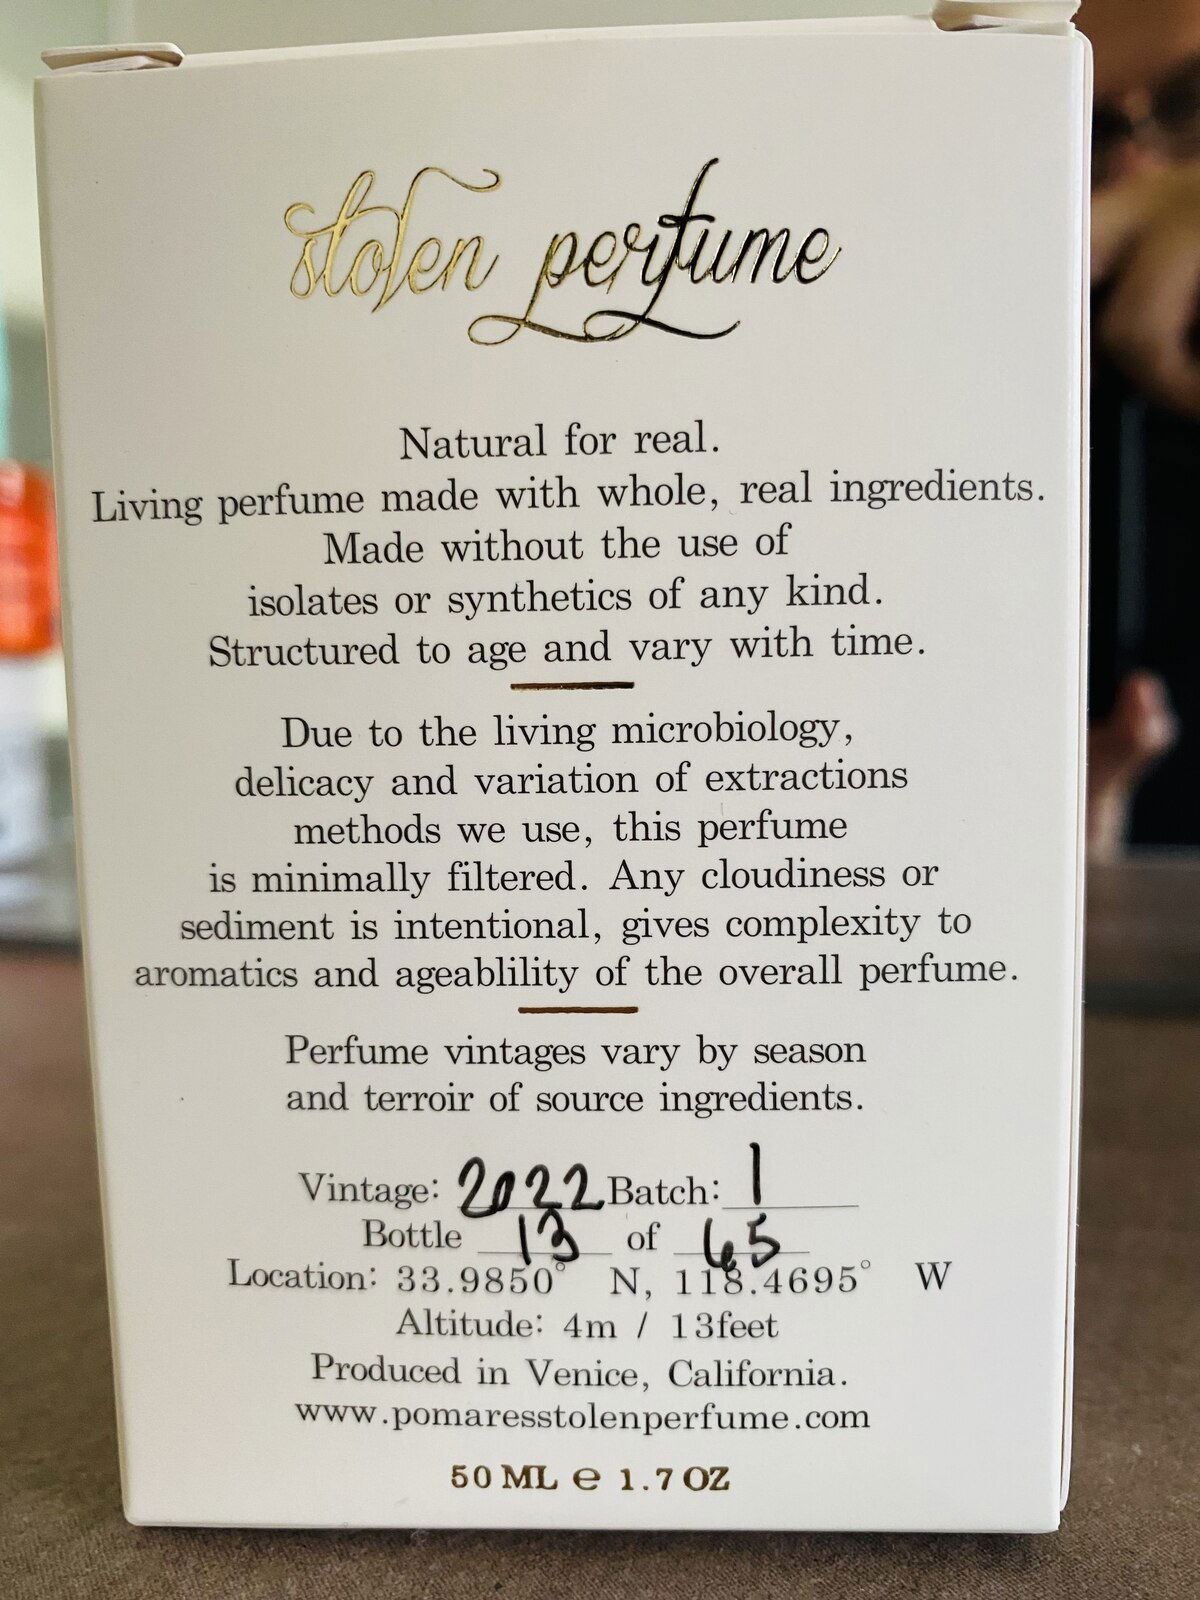 stolen perfume
Natural for real.
Living perfume made with whole, real ingredients.
Made without the use of
isolates or synthetics of any kind.
Structured to age and vary with time.
Due to the living microbiology,
delicacy and variation of extractions
methods we use, this perfume
is minimally filtered. Any cloudiness or
sediment is intentional, gives complexity to
aromatics and ageablility of the overall perfume.
Perfume vintages vary by season
and terroir of source ingredients.
Vintage: 2022 Batch: 1
Bottle 13 of 65
Location: 33.9850° N, 118.4695° W
Altitude: 4m / 13feet
Produced in Venice, California.
www.pomaresstolenperfume.com
50 ML e 1.7 OZ